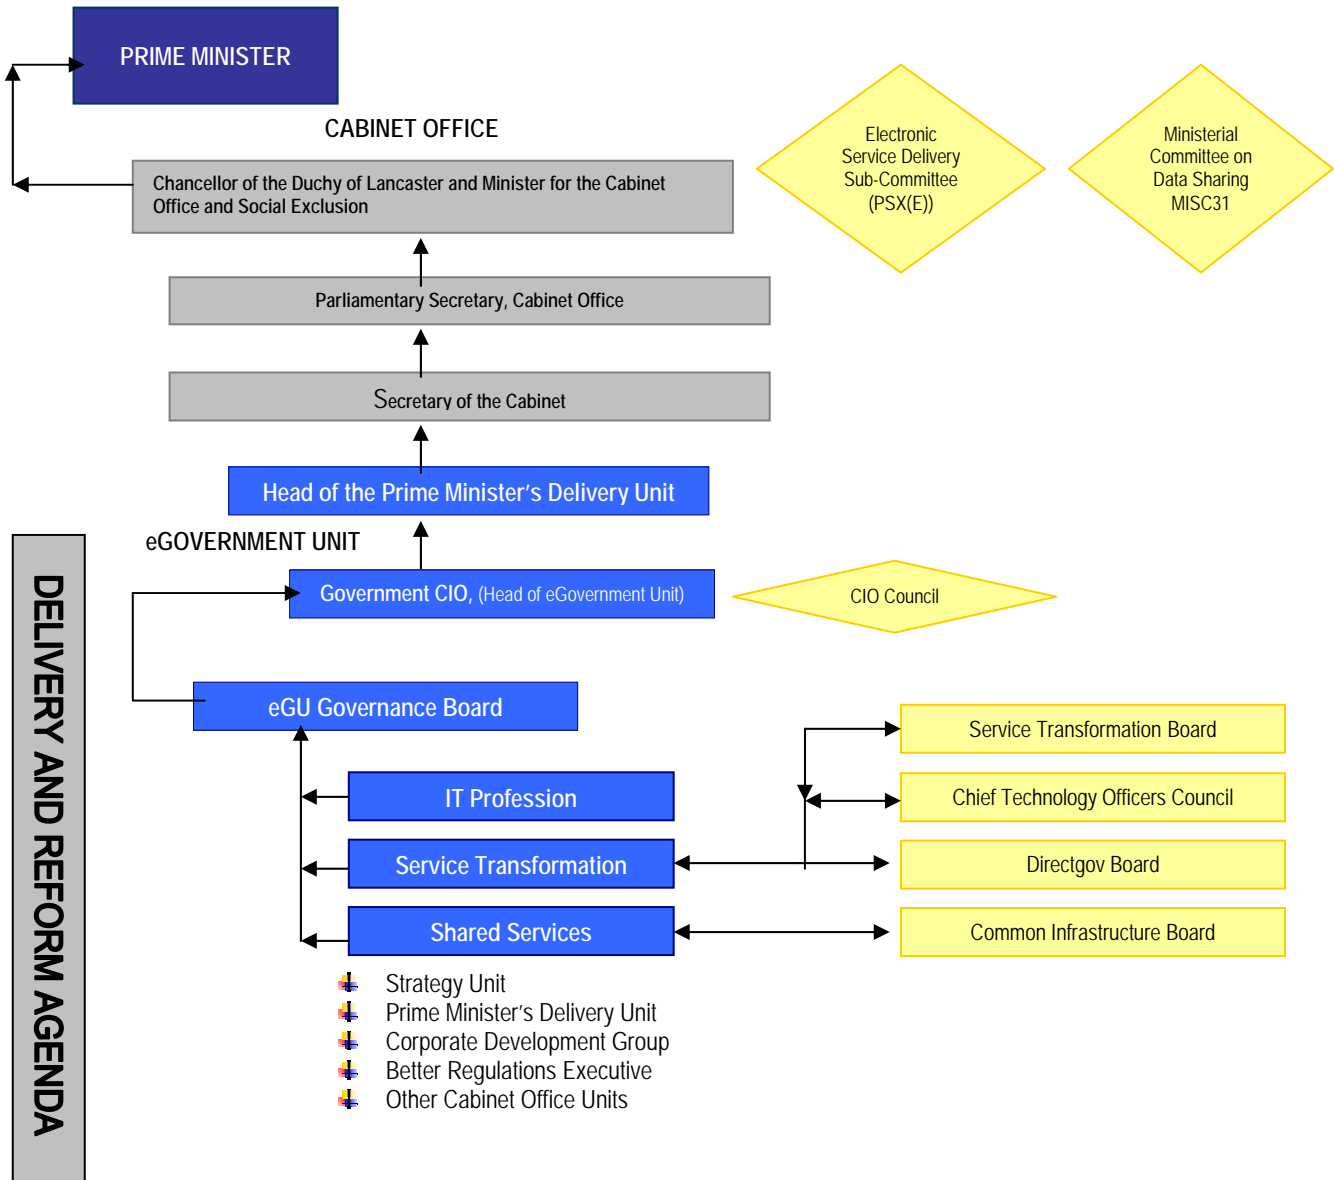 PRIME MINISTER
CABINET OFFICE
Electronic
Service Delivery
Sub-Committee
(PSX(E))
Ministerial
Committee on
Data Sharing
MISC31
Chancellor of the Duchy of Lancaster and Minister for the Cabinet
Office and Social Exclusion
Parliamentary Secretary, Cabinet Office
Secretary of the Cabinet
Head of the Prime Minister's Delivery Unit
eGOVERNMENT UNIT
Government CIO, (Head of eGovernment Unit)
CIO Council
DELIVERY AND REFORM AGENDA
eGU Governance Board
IT Profession
Service Transformation
Shared Services
Service Transformation Board
Chief Technology Officers Council
Directgov Board
Common Infrastructure Board
Strategy Unit
Prime Minister's Delivery Unit
Corporate Development Group
Better Regulations Executive
Other Cabinet Office Units